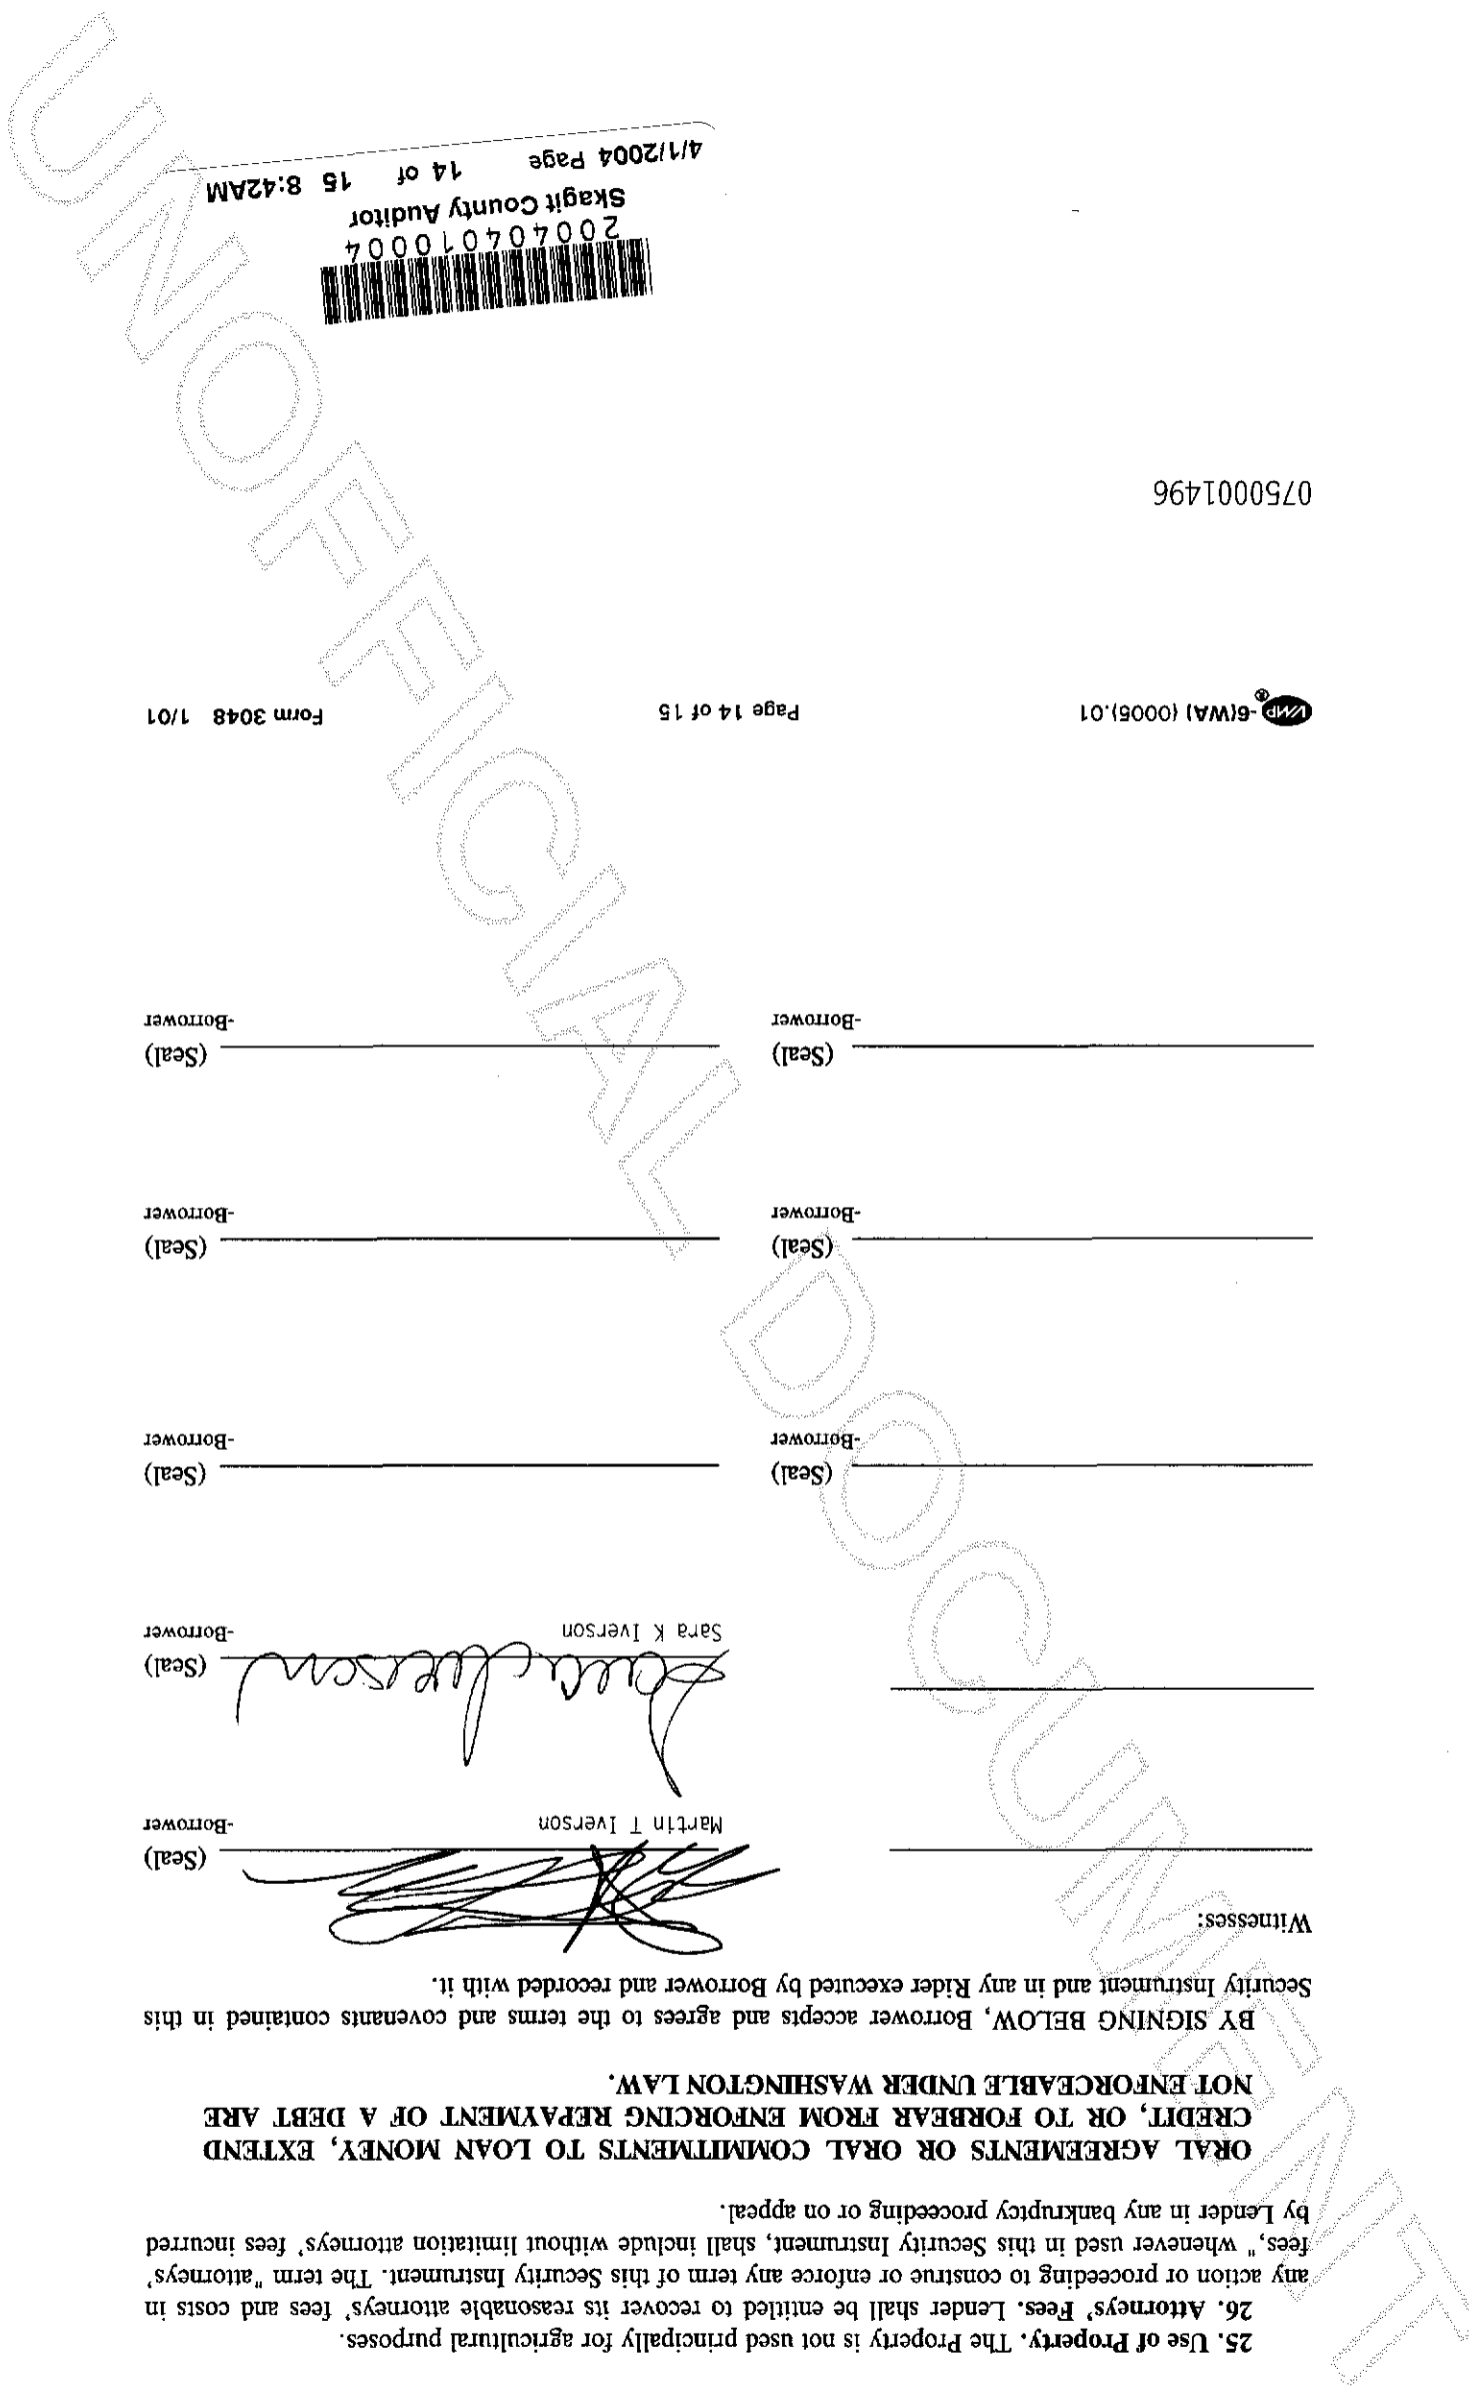 25. Use of Property. The Property is not used principally for agricultural purposes.
26. Attorneys' Fees. Lender shall be entitled to recover its reasonable attorneys' fees and costs in
any action or proceeding to construe or enforce any term of this Security Instrument. The term "attorneys'
fees," whenever used in this Security Instrument, shall include without limitation attorneys' fees incurred
by Lender in any bankruptcy proceeding or on appeal.
ORAL AGREEMENTS OR ORAL COMMITMENTS TO LOAN MONEY, EXTEND
CREDIT, OR TO FORBEAR FROM ENFORCING REPAYMENT OF A DEBT ARE
NOT ENFORCEABLE UNDER WASHINGTON LAW.
BY SIGNING BELOW, Borrower accepts and agrees to the terms and covenants contained in this
Security Instrument and in any Rider executed by Borrower and recorded with it.
Witnesses:
(Seal)
Martin T Iverson -Borrower
Sara Iverson (Seal)
Sara K Iverson -Borrower
(Seal) (Seal)
-Borrower -Borrower
(Seal) (Seal)
-Borrower -Borrower
(Seal) (Seal)
-Borrower -Borrower
VMP®-6(WA) (0005).01 Page 14 of 15 Form 3048 1/01
0750001496
200404010004
Skagit County Auditor
4/1/2004 Page 14 of 15 8:42AM
UNOFFICIAL DOCUMENT